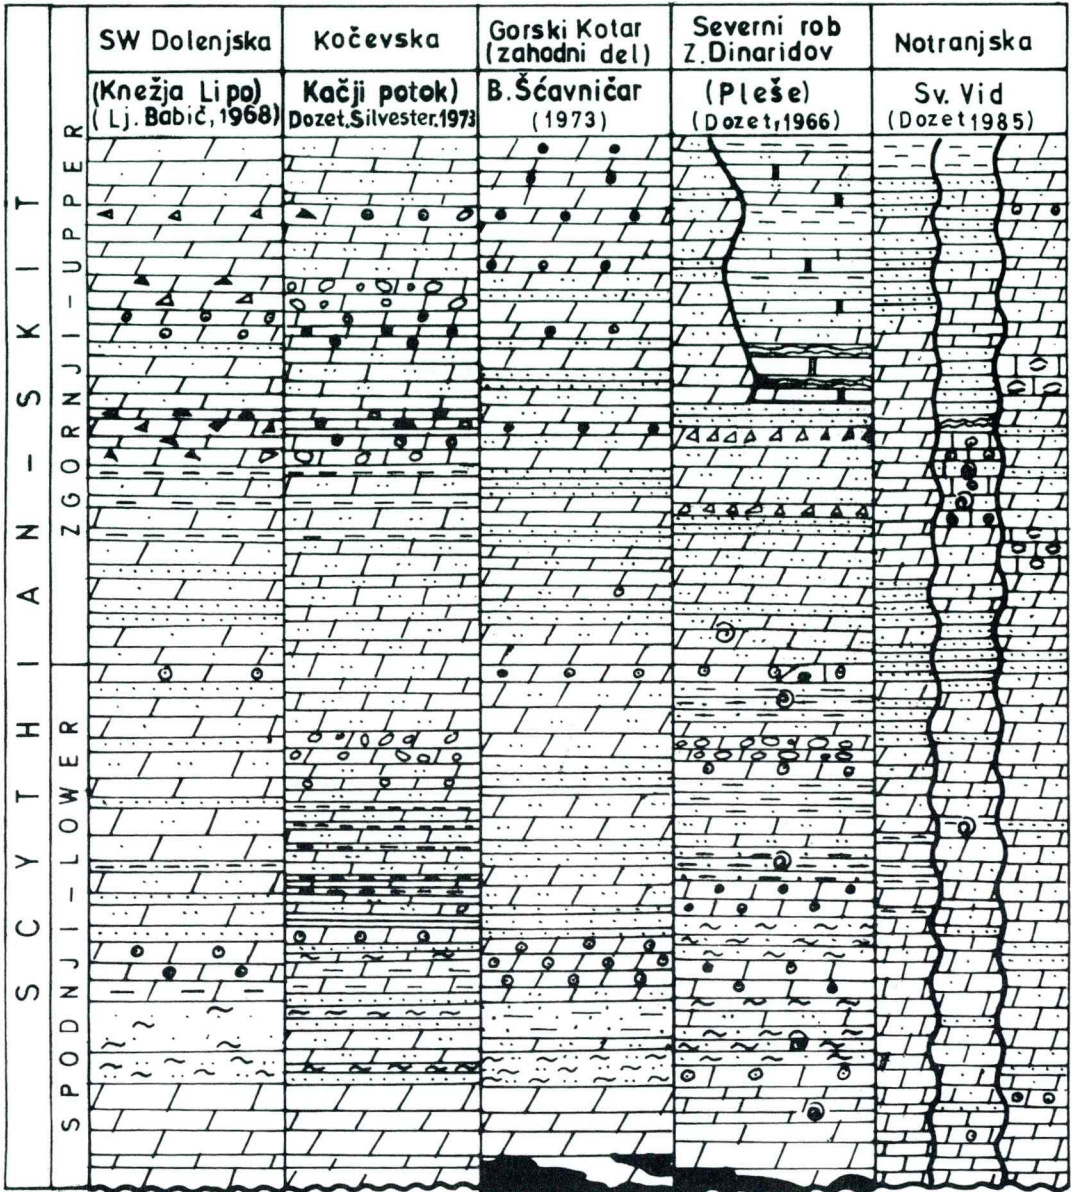 SW Dolenjska
(Knežja Lipo)
(Lj. Babič, 1968)
Kočevska
Kačji potok)
Dozet, Silvester. 1973
Gorski Kotar
(zahodni del)
B. Šćavničar
(1973)
Severni rob
Z. Dinaridov
(Pleše)
(Dozet, 1966)
Notranjska
Sv. Vid
(Dozet 1985)
SCYTHIAN-SKIT
ZGORNJI-UPPER
SPODNJI-LOWER